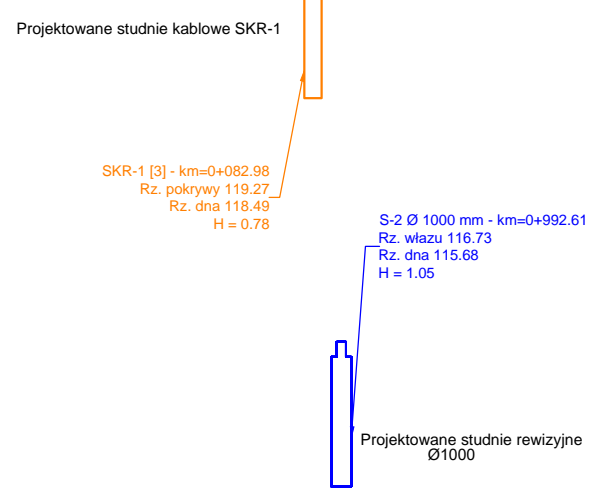 Projektowane studnie kablowe SKR-1
SKR-1 [3] - km=0+082.98
Rz. pokrywy 119.27
Rz. dna 118.49
H = 0.78
S-2 Ø 1000 mm - km=0+992.61
Rz. włazu 116.73
Rz. dna 115.68
H = 1.05
Projektowane studnie rewizyjne
Ø1000